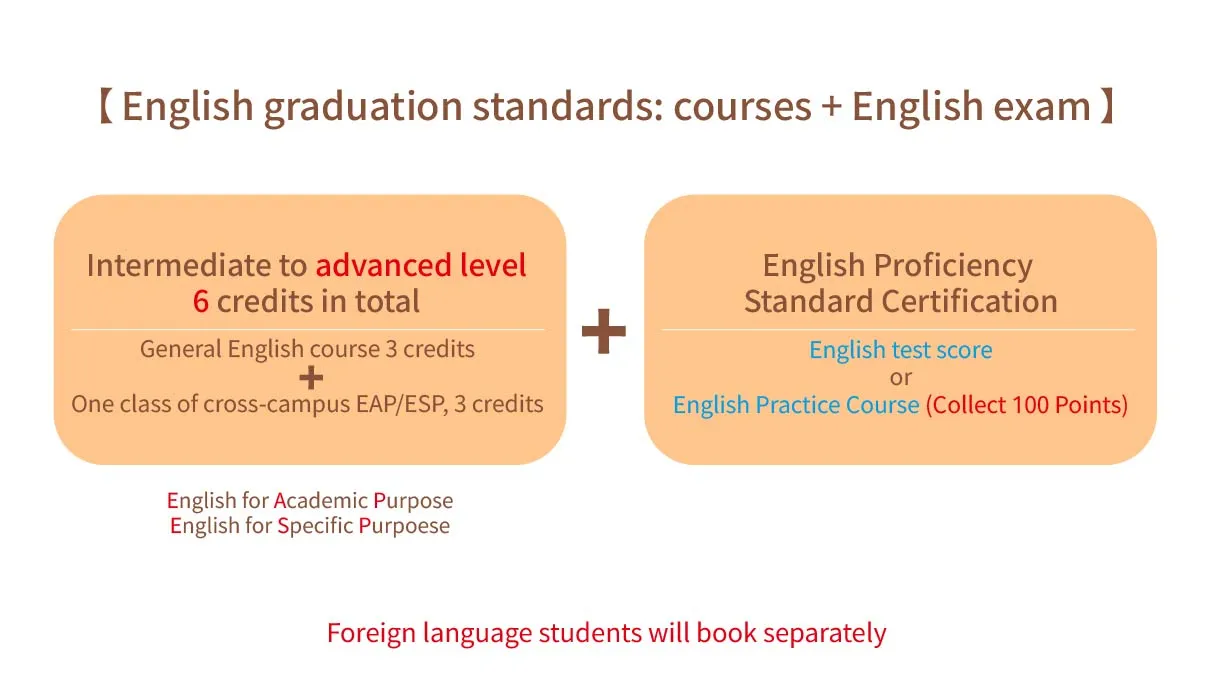 【English graduation standards: courses + English exam】
Intermediate to advanced level
6 credits in total
General English course 3 credits
+
One class of cross-campus EAP/ESP, 3 credits
+
English Proficiency
Standard Certification
English test score
or
English Practice Course (Collect 100 Points)
English for Academic Purpose
English for Specific Purpoese
Foreign language students will book separately